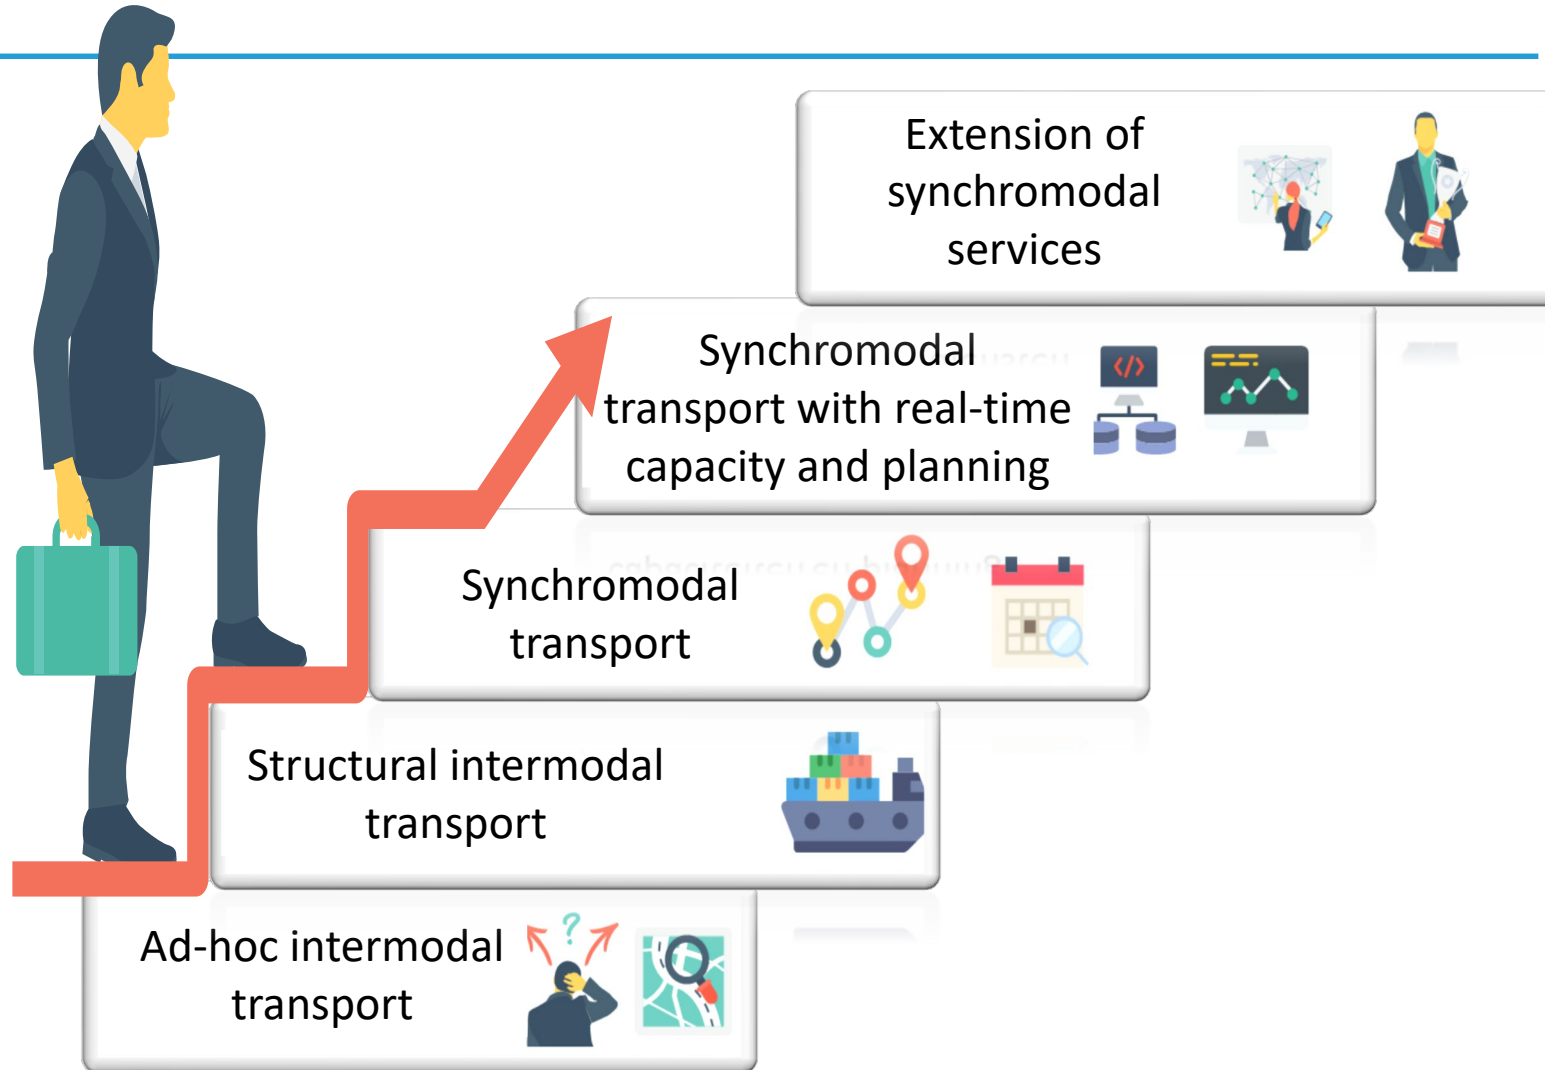 Extension of
synchromodal
services
Synchromodal
transport with real-time
capacity and planning
</>
Synchromodal
transport
Structural intermodal
transport
?
Ad-hoc intermodal
transport